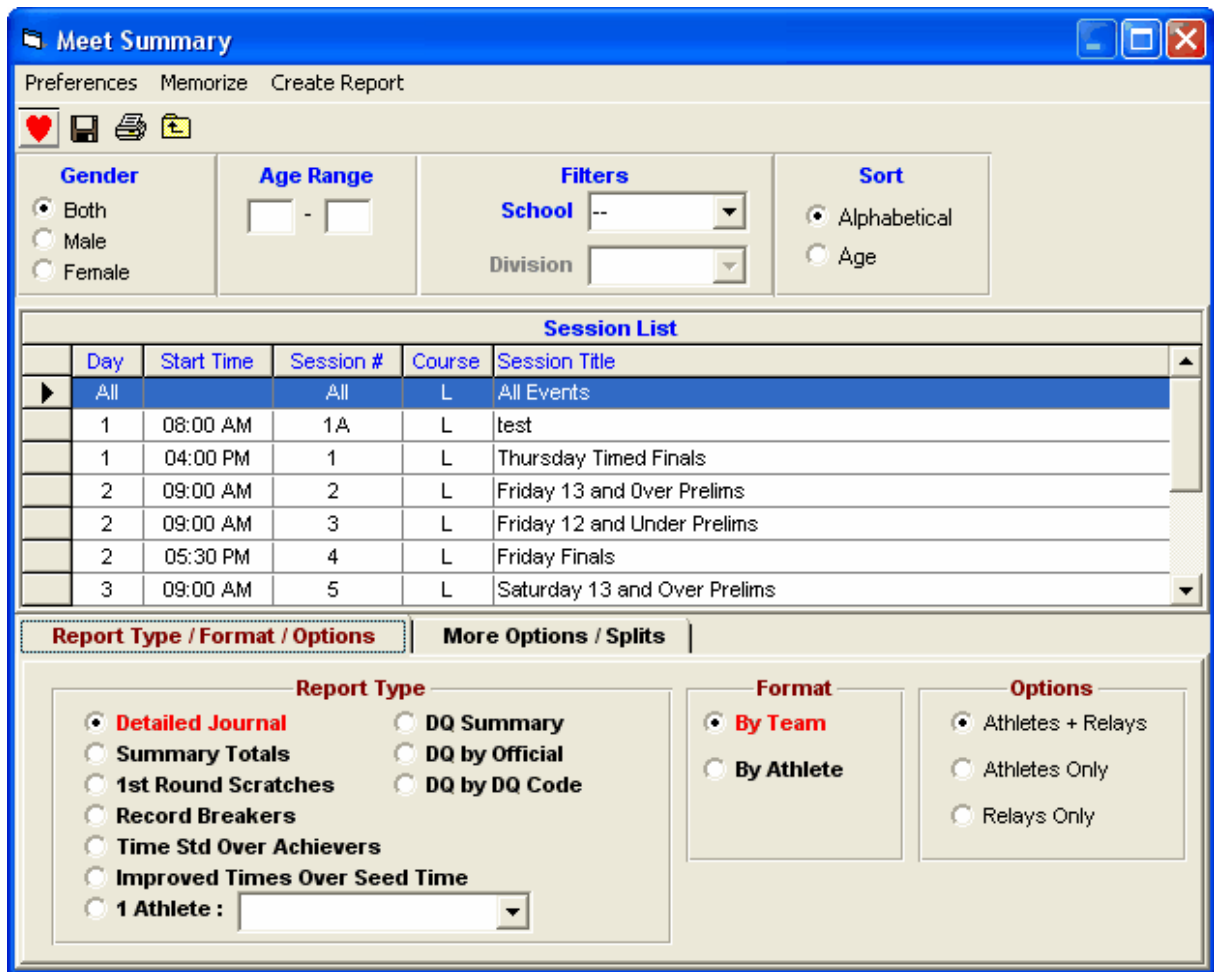 Meet Summary
Preferences Memorize Create Report
Gender
Both
Male
Female
Age Range
-
Filters
School --
Division
Sort
Alphabetical
Age
Session List
Day Start Time Session # Course Session Title
All All L All Events
1 08:00 AM 1A L test
1 04:00 PM 1 L Thursday Timed Finals
2 09:00 AM 2 L Friday 13 and 0ver Prelims
2 09:00 AM 3 L Friday 12 and Under Prelims
2 05:30 PM 4 L Friday Finals
3 09:00 AM 5 L Saturday 13 and Over Prelims
Report Type / Format / Options More Options / Splits
Report Type
Detailed Journal
Summary Totals
1st Round Scratches
Record Breakers
Time Std Over Achievers
Improved Times Over Seed Time
1 Athlete :
DQ Summary
DQ by Official
DQ by DQ Code
Format
By Team
By Athlete
Options
Athletes + Relays
Athletes Only
Relays Only